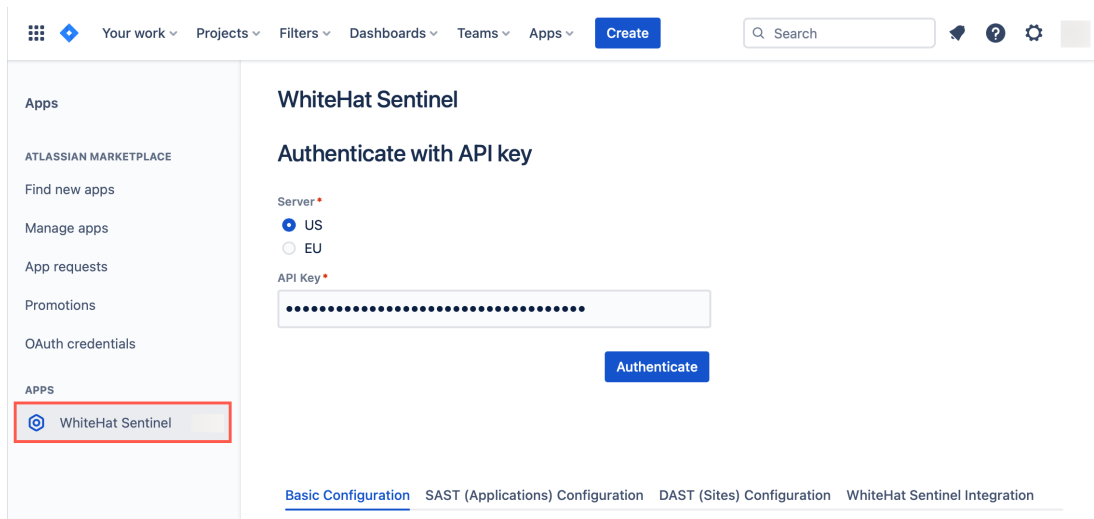 Your work Projects Filters Dashboards Teams Apps Create Search
Apps
ATLASSIAN MARKETPLACE
Find new apps
Manage apps
App requests
Promotions
OAuth credentials
APPS
WhiteHat Sentinel
WhiteHat Sentinel
Authenticate with API key
Server*
US
EU
API Key*
••••••••••••••••••••••••••••••••••••
Authenticate
Basic Configuration SAST (Applications) Configuration DAST (Sites) Configuration WhiteHat Sentinel Integration